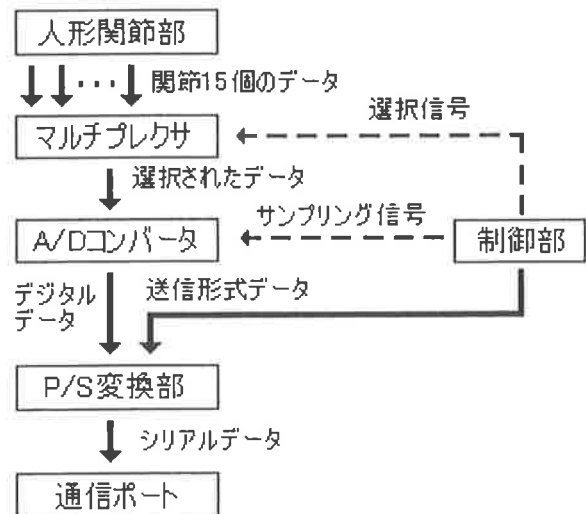 人形関節部
・・・
関節15個のデータ
選択信号
マルチプレクサ
選択されたデータ
サンプリング信号
A/Dコンバータ
制御部
デジタル
データ
送信形式データ
P/S変換部
シリアルデータ
通信ポート